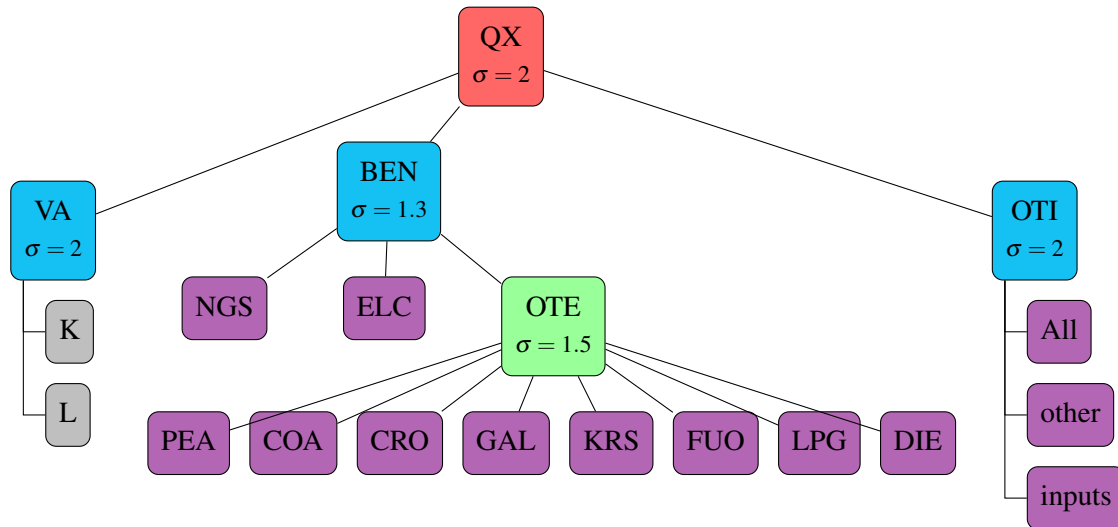 QX
σ = 2
BEN
σ = 1.3
VA
σ = 2
OTI
σ = 2
NGS
ELC
OTE
σ = 1.5
K
L
All
other
inputs
PEA
COA
CRO
GAL
KRS
FUO
LPG
DIE